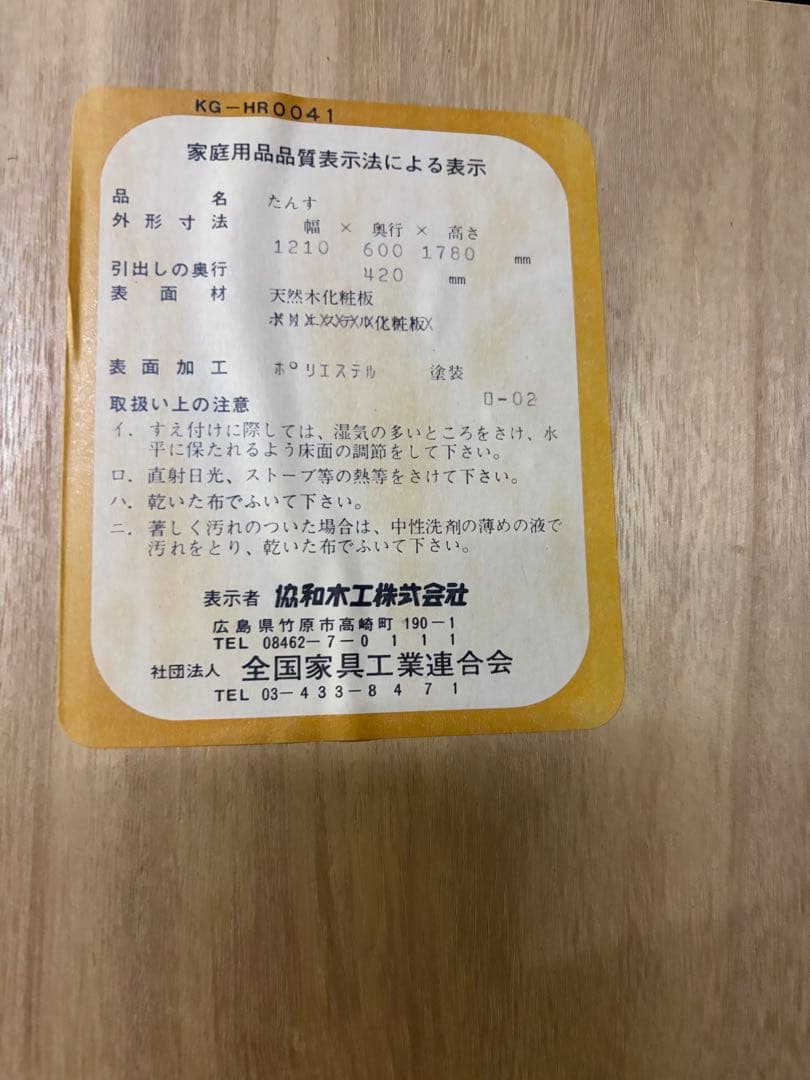 KG-HR0041
家庭用品品質表示法による表示
品名 たんす
外形寸法 幅 × 奥行 × 高さ
1210 600 1780 mm
引出しの奥行 420 mm
表面材 天然木化粧板
ポリエステル化粧板
表面加工 ポリエステル 塗装
取扱い上の注意 ロ-02
イ. すえ付けに際しては、湿気の多いところをさけ、水
平に保たれるよう床面の調節をして下さい。
ロ. 直射日光、ストーブ等の熱等をさけて下さい。
ハ. 乾いた布でふいて下さい。
ニ. 著しく汚れのついた場合は、中性洗剤の薄めの液で
汚れをとり、乾いた布でふいて下さい。
表示者 協和木工株式会社
広島県竹原市高崎町 190-1
TEL 08462-7-0111
社団法人 全国家具工業連合会
TEL 03-433-8471